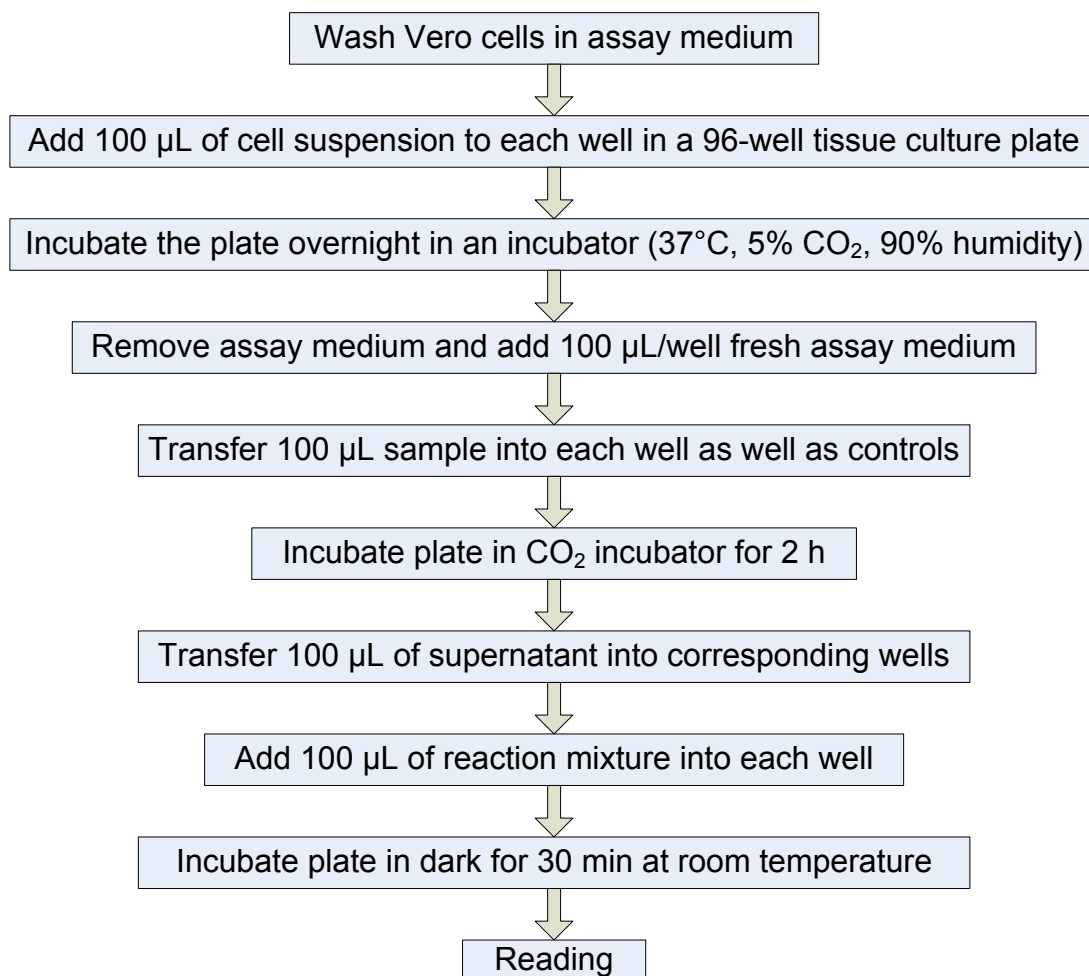 Wash Vero cells in assay medium
Add 100 µL of cell suspension to each well in a 96-well tissue culture plate
Incubate the plate overnight in an incubator (37°C, 5% CO₂, 90% humidity)
Remove assay medium and add 100 µL/well fresh assay medium
Transfer 100 µL sample into each well as well as controls
Incubate plate in CO₂ incubator for 2 h
Transfer 100 µL of supernatant into corresponding wells
Add 100 µL of reaction mixture into each well
Incubate plate in dark for 30 min at room temperature
Reading